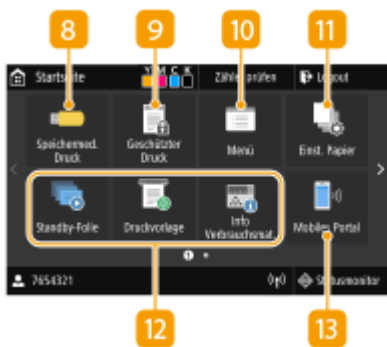 8 9 10 11
Startseite Y M C K Zähler prüfen Logout
Speichermed. Druck
Geschützter Druck
Menü
Einst. Papier
Standby-Folie
Druckvorlage
Info Verbrauchsmat.
Mobiles Portal
7654321 Statusmonitor
12 13